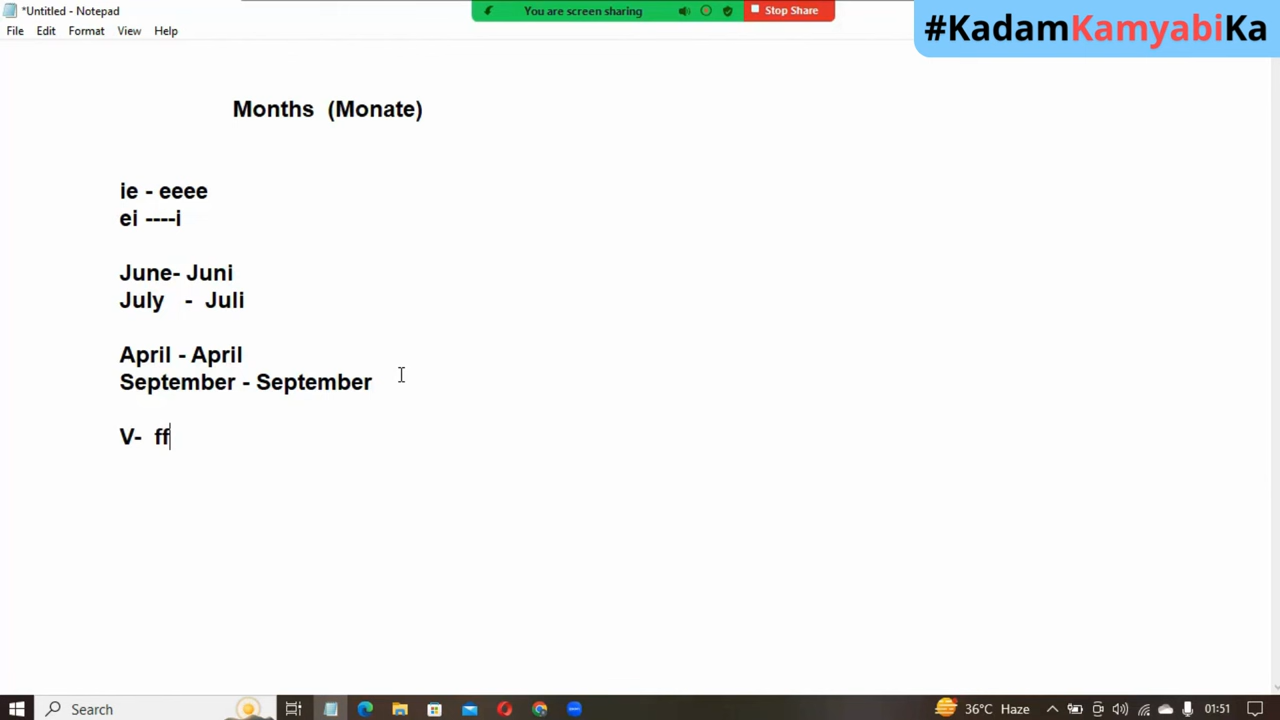 *Untitled - Notepad
You are screen sharing
Stop Share
#KadamKamyabiKa
File Edit Format View Help
Months (Monate)
ie - eeee
ei ----i
June- Juni
July - Juli
April - April
September - September
V- ff
Search
36°C Haze
01:51